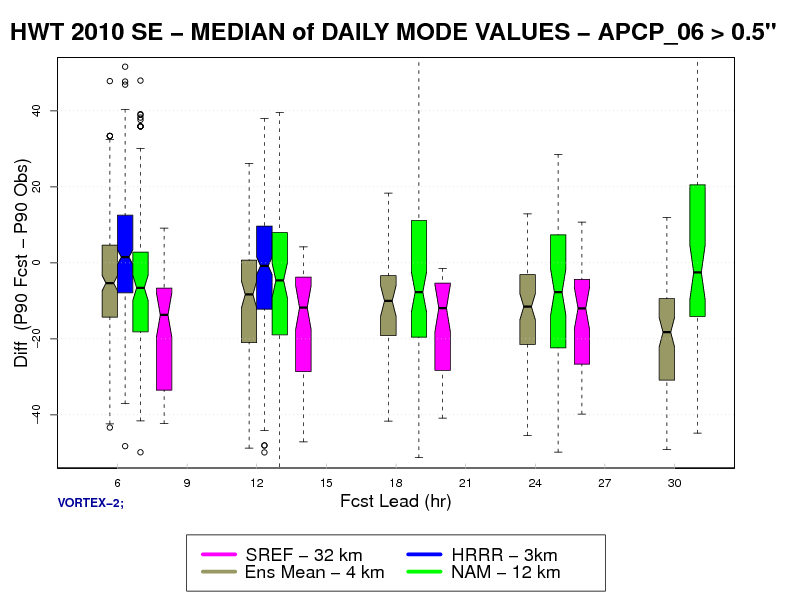 HWT 2010 SE – MEDIAN of DAILY MODE VALUES – APCP_06 > 0.5"
Diff (P90 Fcst – P90 Obs)
40
20
0
−20
−40
6 9 12 15 18 21 24 27 30
VORTEX−2;
Fcst Lead (hr)
SREF – 32 km HRRR – 3km
Ens Mean – 4 km NAM – 12 km